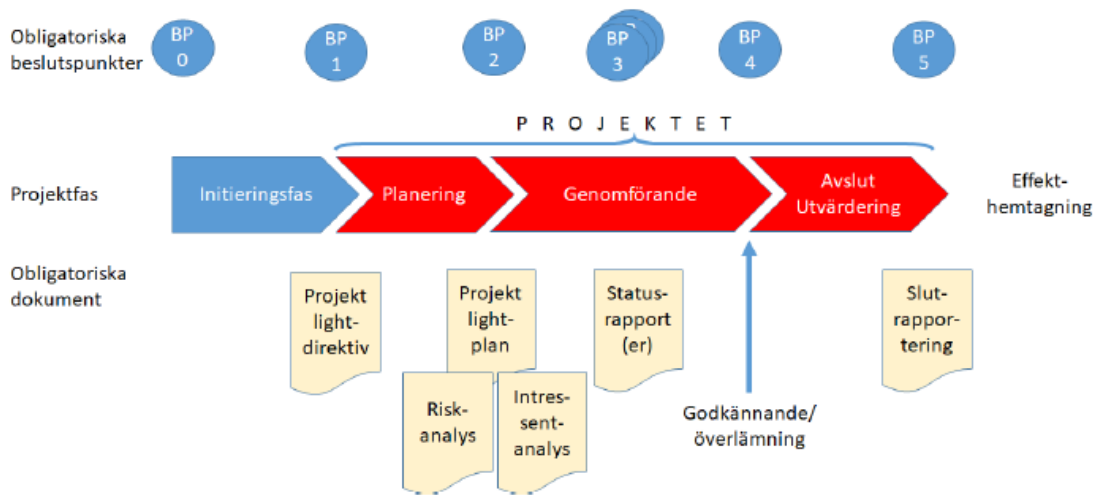 Obligatoriska
beslutspunkter
BP
0
BP
1
BP
2
BP
3
BP
4
BP
5
P R O J E K T E T
Projektfas
Initieringsfas
Planering
Genomförande
Avslut
Utvärdering
Effekt-
hemtagning
Obligatoriska
dokument
Projekt
light-
direktiv
Projekt
light-
plan
Risk-
analys
Intres-
sent-
analys
Status-
rapport
(er)
Godkännande/
överlämning
Slut-
rappor-
tering